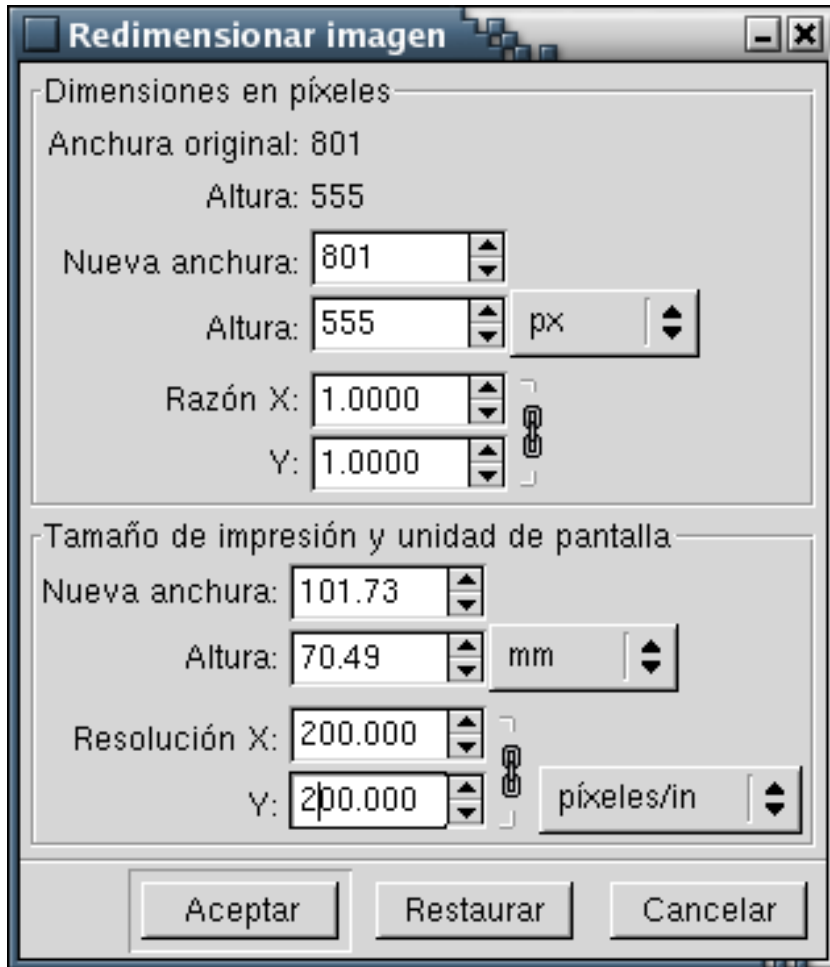 Redimensionar imagen
Dimensiones en píxeles
Anchura original: 801
Altura: 555
Nueva anchura: 801
Altura: 555 px
Razón X: 1.0000
Y: 1.0000
Tamaño de impresión y unidad de pantalla
Nueva anchura: 101.73
Altura: 70.49 mm
Resolución X: 200.000
Y: 200.000 píxeles/in
Aceptar Restaurar Cancelar